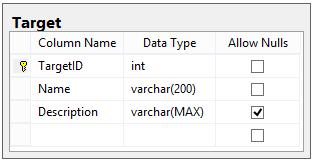 Target
Column Name Data Type Allow Nulls
TargetID int
Name varchar(200)
Description varchar(MAX)